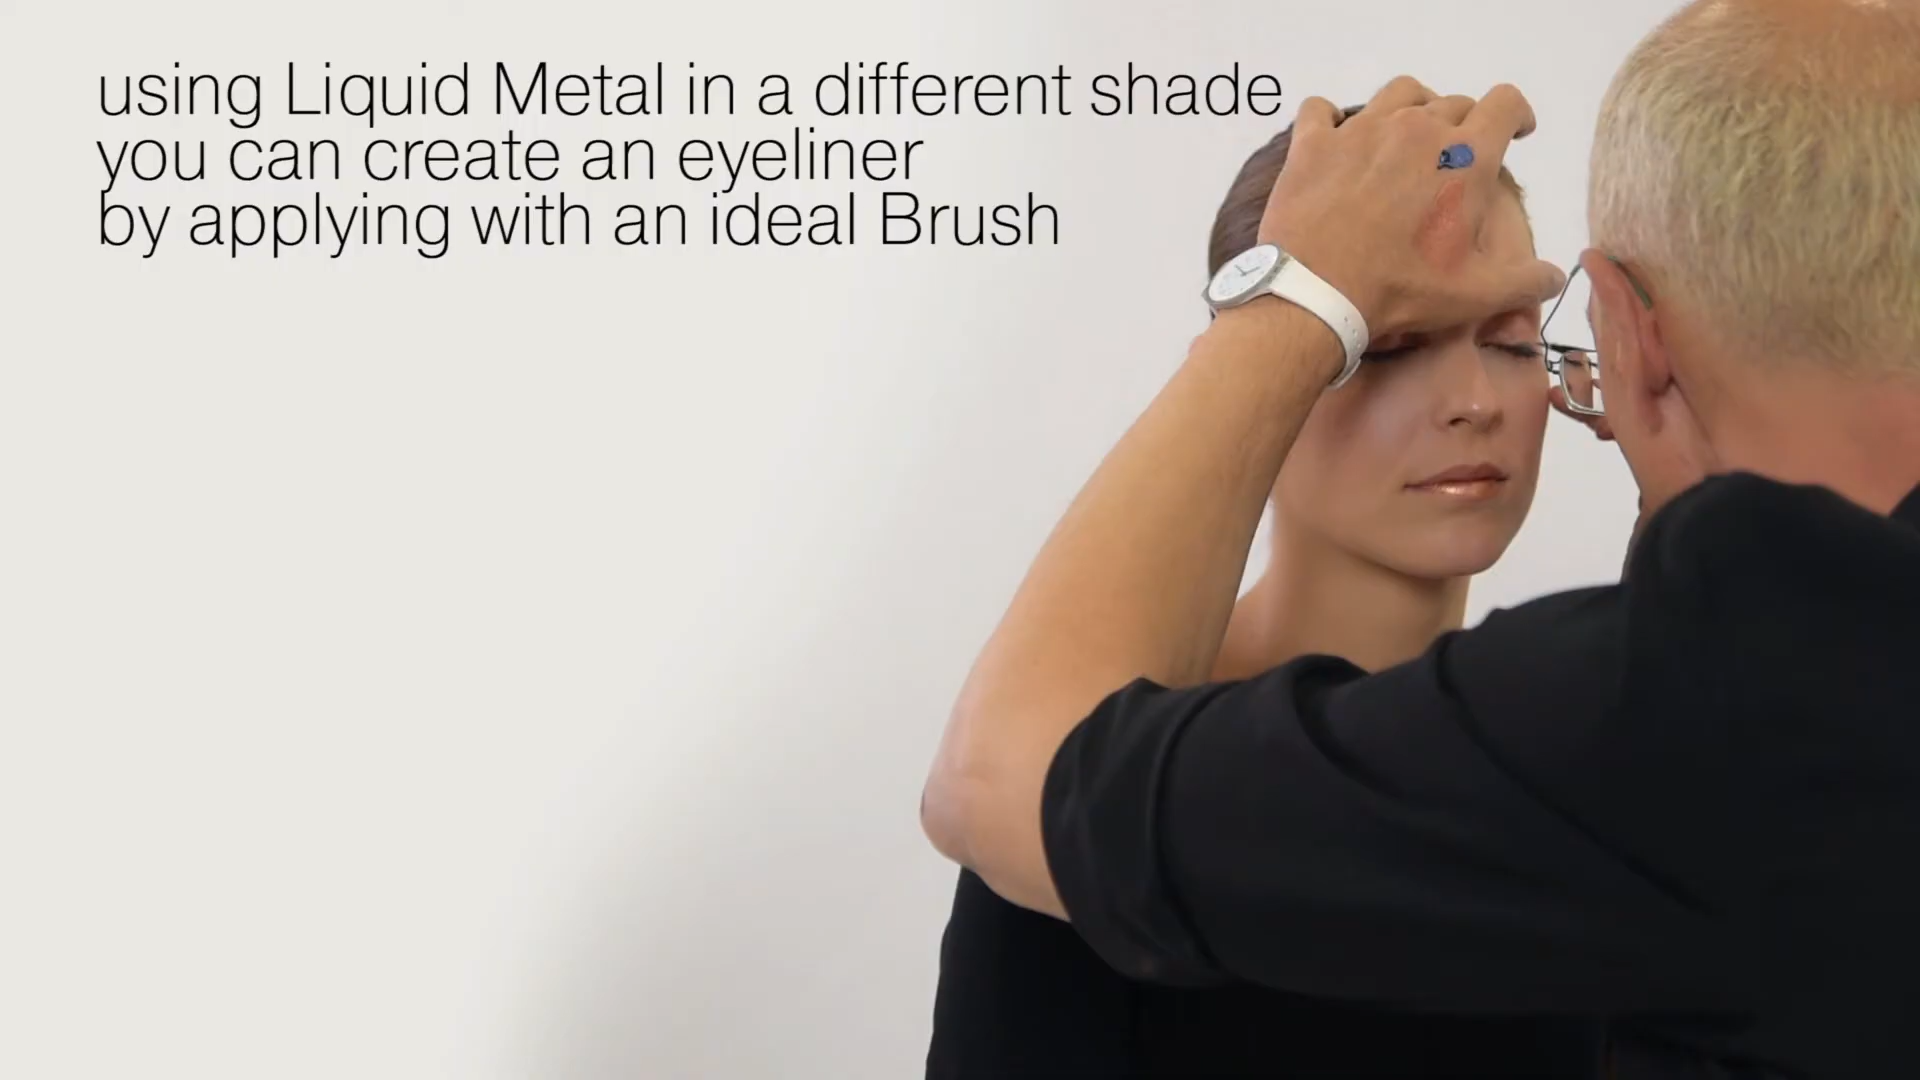 using Liquid Metal in a different shade
you can create an eyeliner
by applying with an ideal Brush